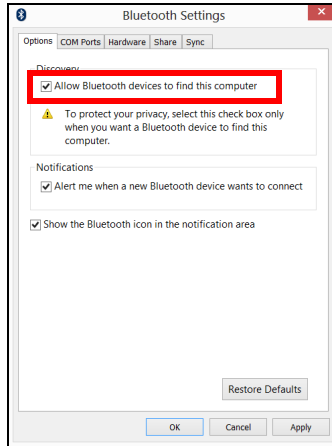 Bluetooth Settings
Options COM Ports Hardware Share Sync
Discovery
Allow Bluetooth devices to find this computer
To protect your privacy, select this check box only
when you want a Bluetooth device to find this
computer.
Notifications
Alert me when a new Bluetooth device wants to connect
Show the Bluetooth icon in the notification area
Restore Defaults
OK Cancel Apply